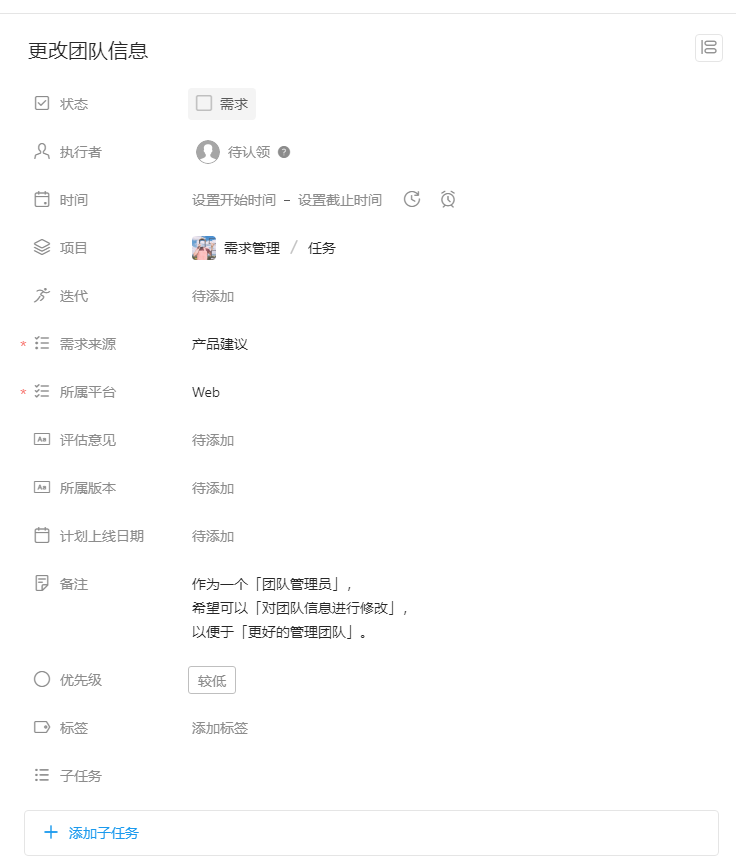 更改团队信息
状态 需求
执行者 待认领 ?
时间 设置开始时间 - 设置截止时间
项目 需求管理 / 任务
迭代 待添加
* 需求来源 产品建议
* 所属平台 Web
Aa 评估意见 待添加
Aa 所属版本 待添加
计划上线日期 待添加
备注 作为一个「团队管理员」,
希望可以「对团队信息进行修改」,
以便于「更好的管理团队」。
优先级 较低
标签 添加标签
子任务
+ 添加子任务